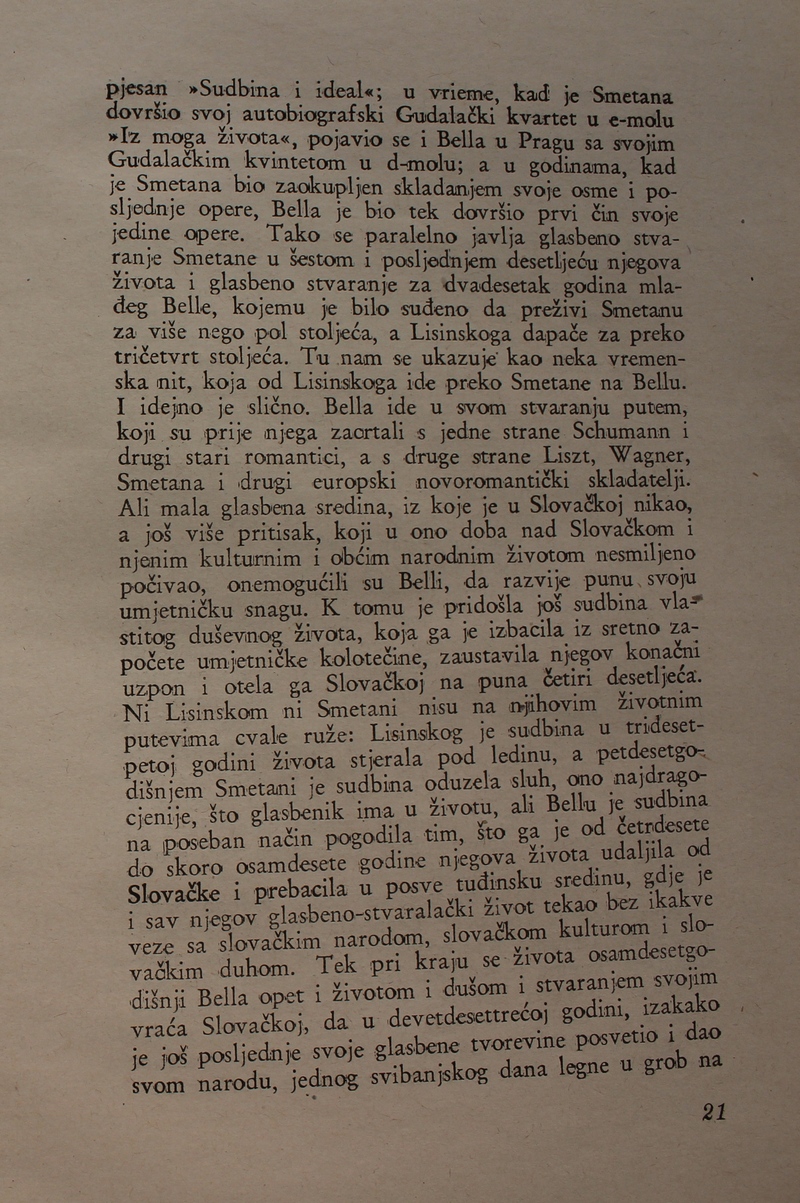 pjesan »Sudbina i ideal«; u vrieme, kad je Smetana
dovršio svoj autobiografski Gudalački kvartet u e-molu
»Iz moga života«, pojavio se i Bella u Pragu sa svojim
Gudalačkim kvintetom u d-molu; a u godinama, kad
je Smetana bio zaokupljen skladanjem svoje osme i po-
sljednje opere, Bella je bio tek dovršio prvi čin svoje
jedine opere. Tako se paralelno javlja glasbeno stva-
ranje Smetane u šestom i posljednjem desetljeću njegova
života i glasbeno stvaranje za dvadesetak godina mla-
đeg Belle, kojemu je bilo suđeno da preživi Smetanu
za više nego pol stoljeća, a Lisinskoga dapače za preko
tričetvrt stoljeća. Tu nam se ukazuje kao neka vremen-
ska nit, koja od Lisinskoga ide preko Smetane na Bellu.
I idejno je slično. Bella ide u svom stvaranju putem,
koji su prije njega zacrtali s jedne strane Schumann i
drugi stari romantici, a s druge strane Liszt, Wagner,
Smetana i drugi europski novoromantički skladatelji.
Ali mala glasbena sredina, iz koje je u Slovačkoj nikao,
a još više pritisak, koji u ono doba nad Slovačkom i
njenim kulturnim i obćim narodnim životom nesmiljeno
počivao, onemogućili su Belli, da razvije punu svoju
umjetničku snagu. K tomu je pridošla još sudbina vla-
stitog duševnog života, koja ga je izbacila iz sretno za-
počete umjetničke kolotečine, zaustavila njegov konačni
uzpon i otela ga Slovačkoj na puna četiri desetljeća.
Ni Lisinskom ni Smetani nisu na njihovim životnim
putevima cvale ruže: Lisinskog je sudbina u trideset-
petoj godini života stjerala pod ledinu, a petdesetgo-
dišnjem Smetani je sudbina oduzela sluh, ono najdrago-
cjenije, što glasbenik ima u životu, ali Bellu je sudbina
na poseban način pogodila tim, što ga je od četrdesete
do skoro osamdesete godine njegova života udaljila od
Slovačke i prebacila u posve tuđinsku sredinu, gdje je
i sav njegov glasbeno-stvaralački život tekao bez ikakve
veze sa slovačkim narodom, slovačkom kulturom i slo-
vačkim duhom. Tek pri kraju se života osamdesetgo-
dišnji Bella opet i životom i dušom i stvaranjem svojim
vraća Slovačkoj, da u devetdesettrećoj godini, izakako
je još posljednje svoje glasbene tvorevine posvetio i dao
svom narodu, jednog svibanjskog dana legne u grob na
21